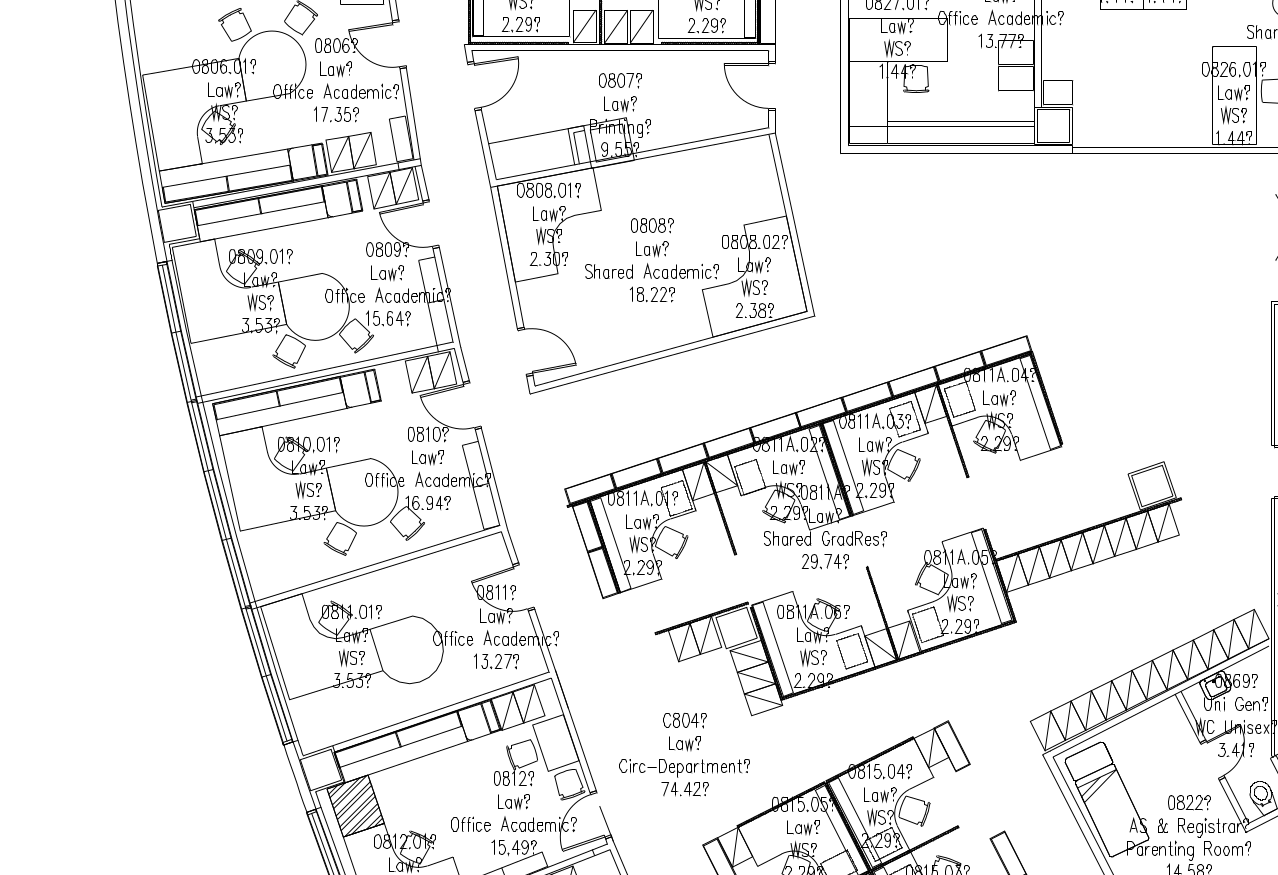 WS?
2.29?
WS?
2.29?
0827.01?
Law?
WS?
1.44?
Office Academic?
13.77?
Shar
0826.01?
Law?
WS?
1.44?
0806?
Law?
Office Academic?
17.35?
0806.01?
Law?
WS?
3.53?
0807?
Law?
Printing?
9.55?
0808.01?
Law?
WS?
2.30?
0808?
Law?
Shared Academic?
18.22?
0808.02?
Law?
WS?
2.38?
0809.01?
Law?
WS?
3.53?
0809?
Law?
Office Academic?
15.64?
0810.01?
Law?
WS?
3.53?
0810?
Law?
Office Academic?
16.94?
0811A.01?
Law?
WS?
2.29?
0811A.02?
Law?
WS?
2.29?
0811A.03?
Law?
WS?
2.29?
0811A.04?
Law?
WS?
2.29?
0811A?
Law?
Shared GradRes?
29.74?
0811A.05?
Law?
WS?
2.29?
0811A.06?
Law?
WS?
2.29?
0811.01?
Law?
WS?
3.53?
0811?
Law?
Office Academic?
13.27?
C804?
Law?
Circ-Department?
74.42?
0812?
Law?
Office Academic?
15.49?
0812.01?
Law?
0815.04?
Law?
WS?
2.29?
0815.05?
Law?
WS?
2.29?
0815.03?
0869?
Uni Gen?
WC Unisex?
3.41?
0822?
AS & Registrar?
Parenting Room?
14.58?